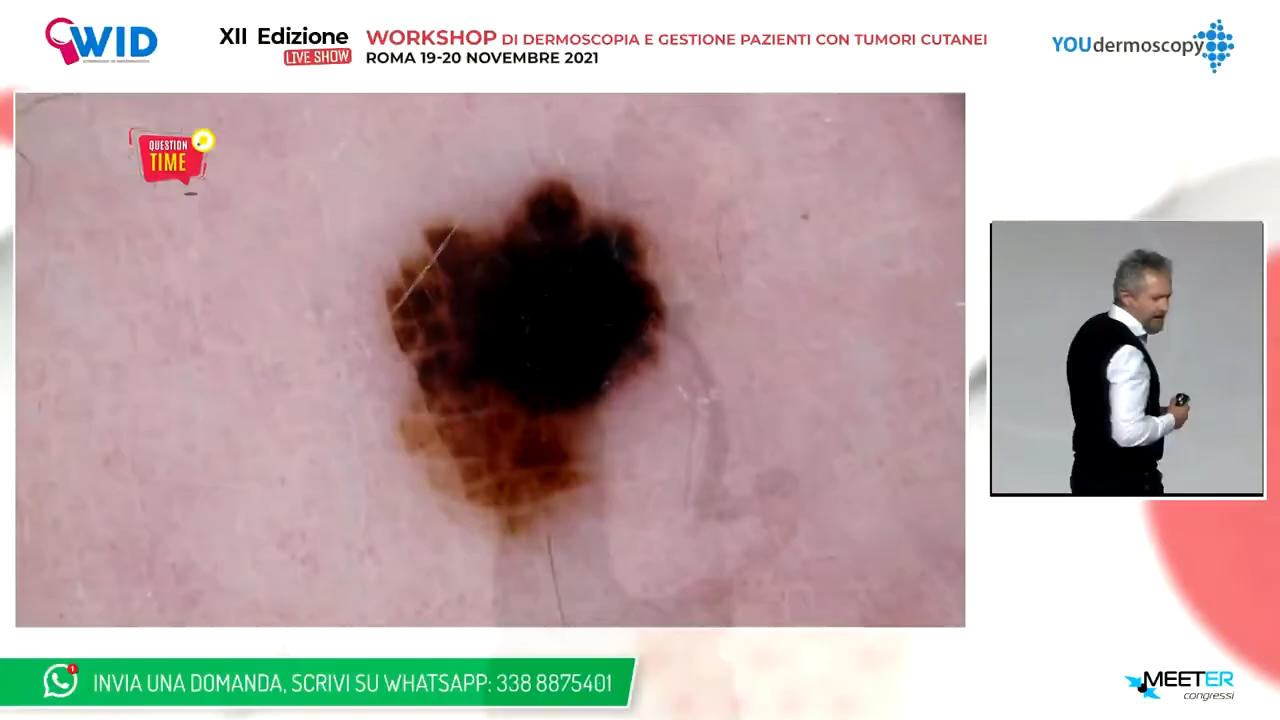 WID
XII Edizione
LIVE SHOW
WORKSHOP DI DERMOSCOPIA E GESTIONE PAZIENTI CON TUMORI CUTANEI
ROMA 19-20 NOVEMBRE 2021
YOUdermoscopy
QUESTION
TIME
1
INVIA UNA DOMANDA, SCRIVI SU WHATSAPP: 338 8875401
MEETER
congressi